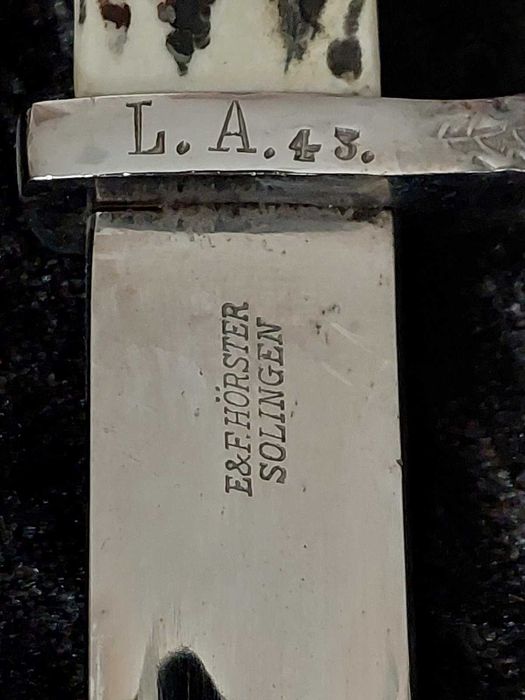 L. A. 43.
E&F. HÖRSTER
SOLINGEN